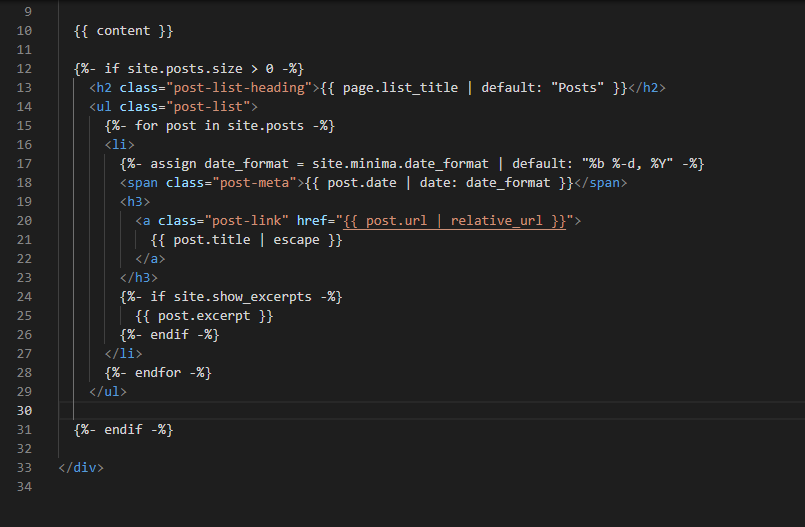 9
10 {{ content }}
11
12 {%- if site.posts.size > 0 -%}
13 <h2 class="post-list-heading">{{ page.list_title | default: "Posts" }}</h2>
14 <ul class="post-list">
15 {%- for post in site.posts -%}
16 <li>
17 {%- assign date_format = site.minima.date_format | default: "%b %-d, %Y" -%}
18 <span class="post-meta">{{ post.date | date: date_format }}</span>
19 <h3>
20 <a class="post-link" href="{{ post.url | relative_url }}">
21 {{ post.title | escape }}
22 </a>
23 </h3>
24 {%- if site.show_excerpts -%}
25 {{ post.excerpt }}
26 {%- endif -%}
27 </li>
28 {%- endfor -%}
29 </ul>
30
31 {%- endif -%}
32
33 </div>
34